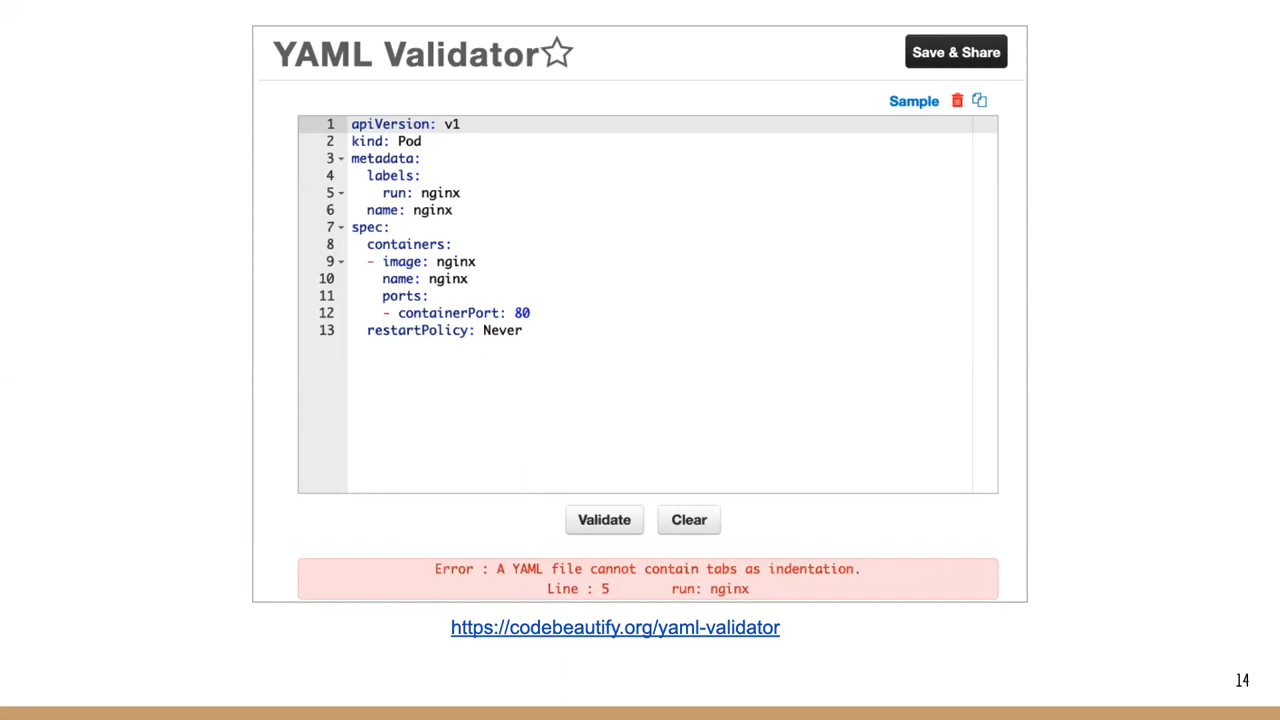 YAML Validator
Save & Share
Sample
1 apiVersion: v1
2 kind: Pod
3 metadata:
4 labels:
5 run: nginx
6 name: nginx
7 spec:
8 containers:
9 - image: nginx
10 name: nginx
11 ports:
12 - containerPort: 80
13 restartPolicy: Never
Validate Clear
Error : A YAML file cannot contain tabs as indentation.
Line : 5 run: nginx
https://codebeautify.org/yaml-validator
14